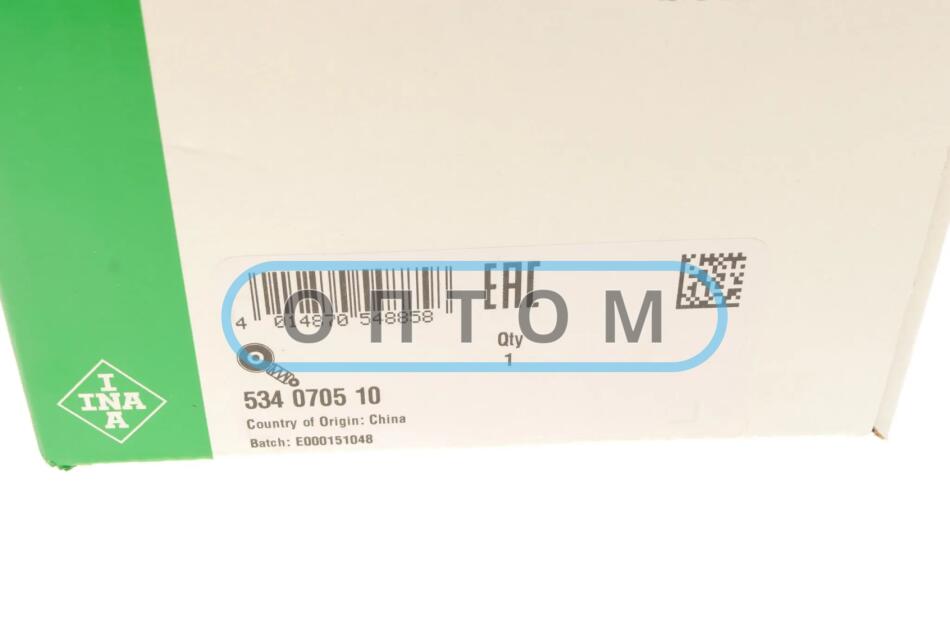 4 014870 548858
EAC
ОПТОМ
Qty
1
534 0705 10
Country of Origin: China
Batch: E000151048
I
INA
A